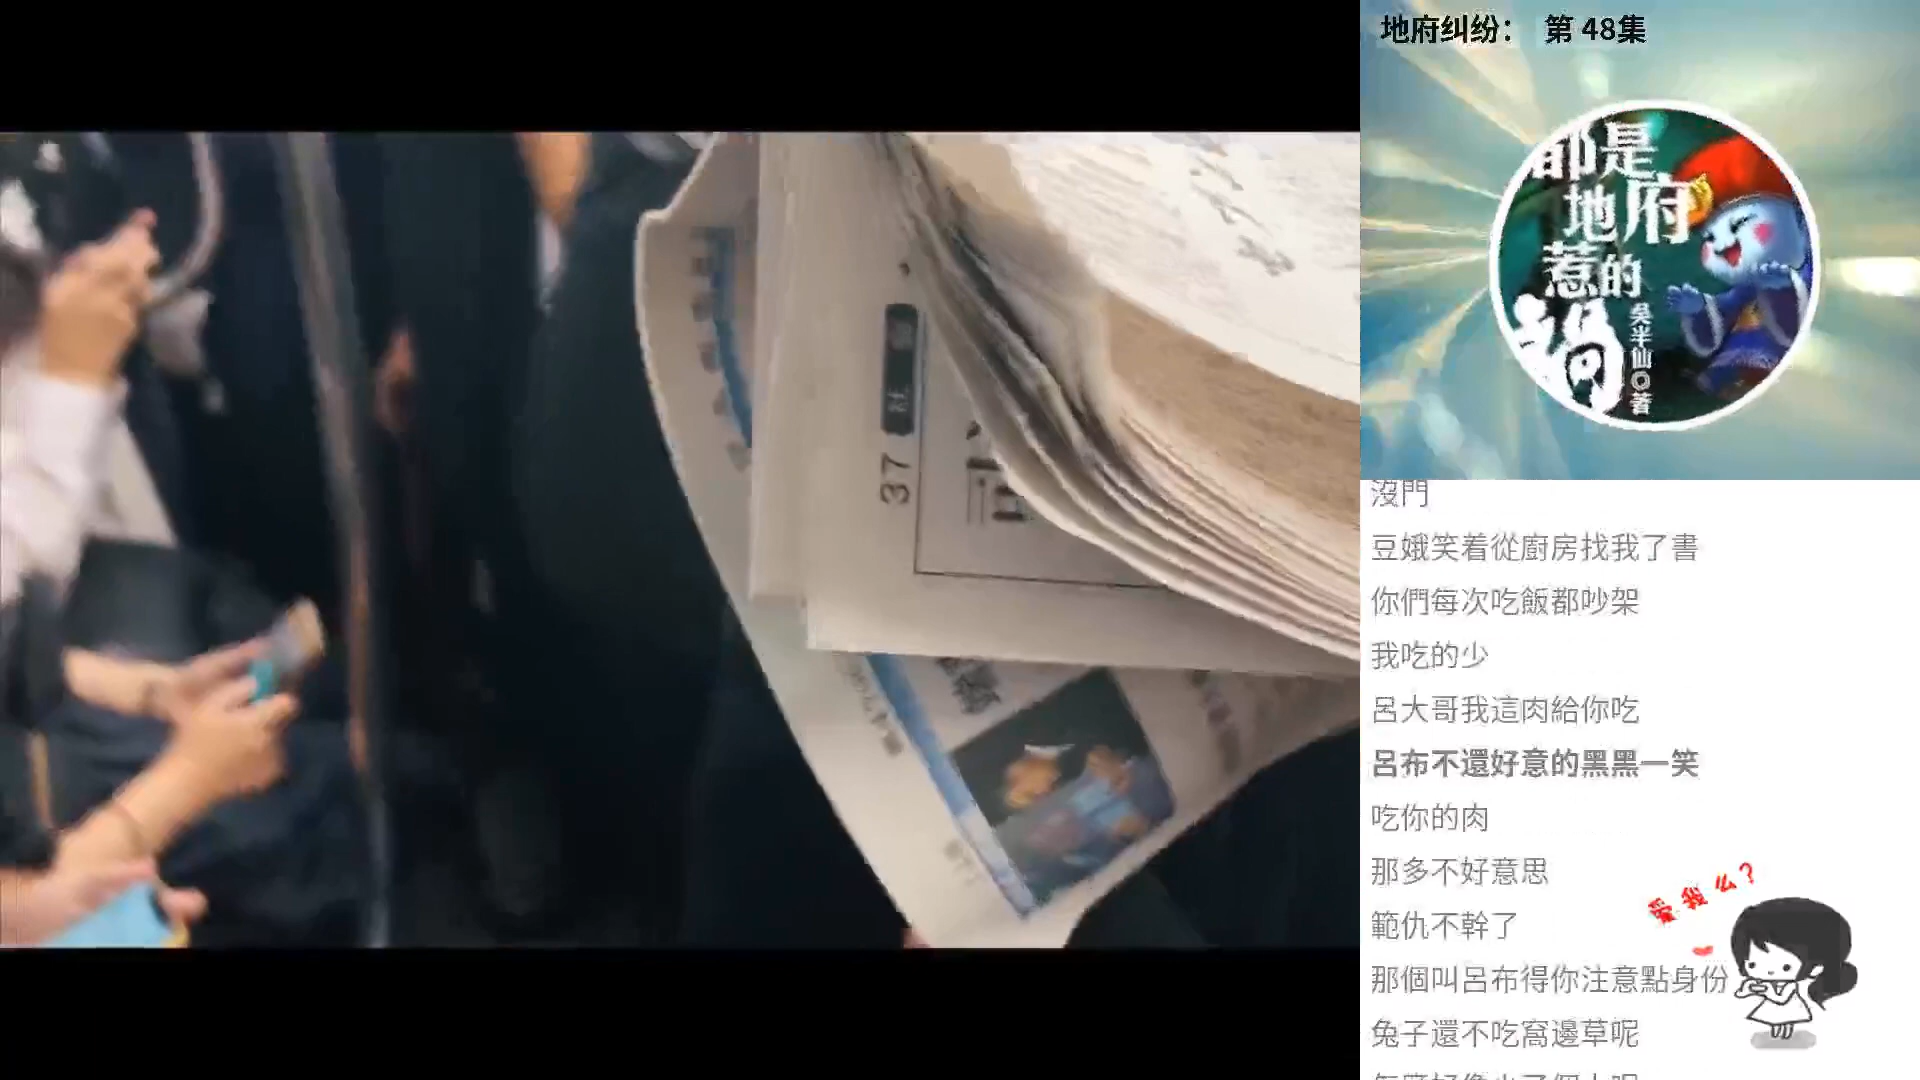 地府纠纷： 第 48集
都是
地府
惹的
禍
吳半仙◎著
37
沒門
豆娥笑着從廚房找我了書
你們每次吃飯都吵架
我吃的少
呂大哥我這肉給你吃
呂布不還好意的黑黑一笑
吃你的肉
那多不好意思
範仇不幹了
那個叫呂布得你注意點身份
兔子還不吃窩邊草呢
愛我么?